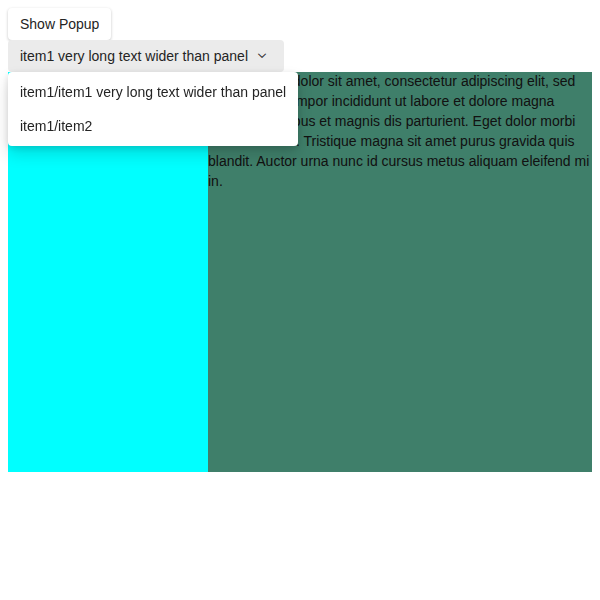 Show Popup
item1 very long text wider than panel
item1/item1 very long text wider than panel
item1/item2
dolor sit amet, consectetur adipiscing elit, sed
incididunt ut labore et dolore magna
et magnis dis parturient. Eget dolor morbi
Tristique magna sit amet purus gravida quis
blandit. Auctor urna nunc id cursus metus aliquam eleifend mi
in.